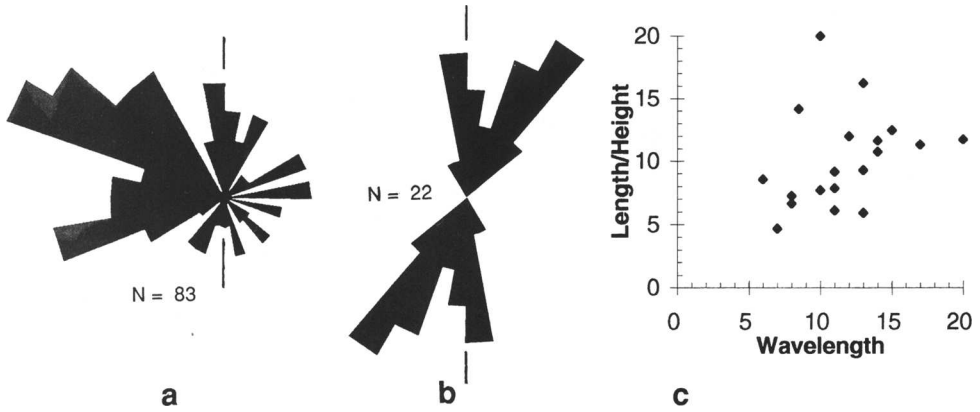 N = 83
a
N = 22
b
Length/Height
20
15
10
5
0
0 5 10 15 20
Wavelength
c